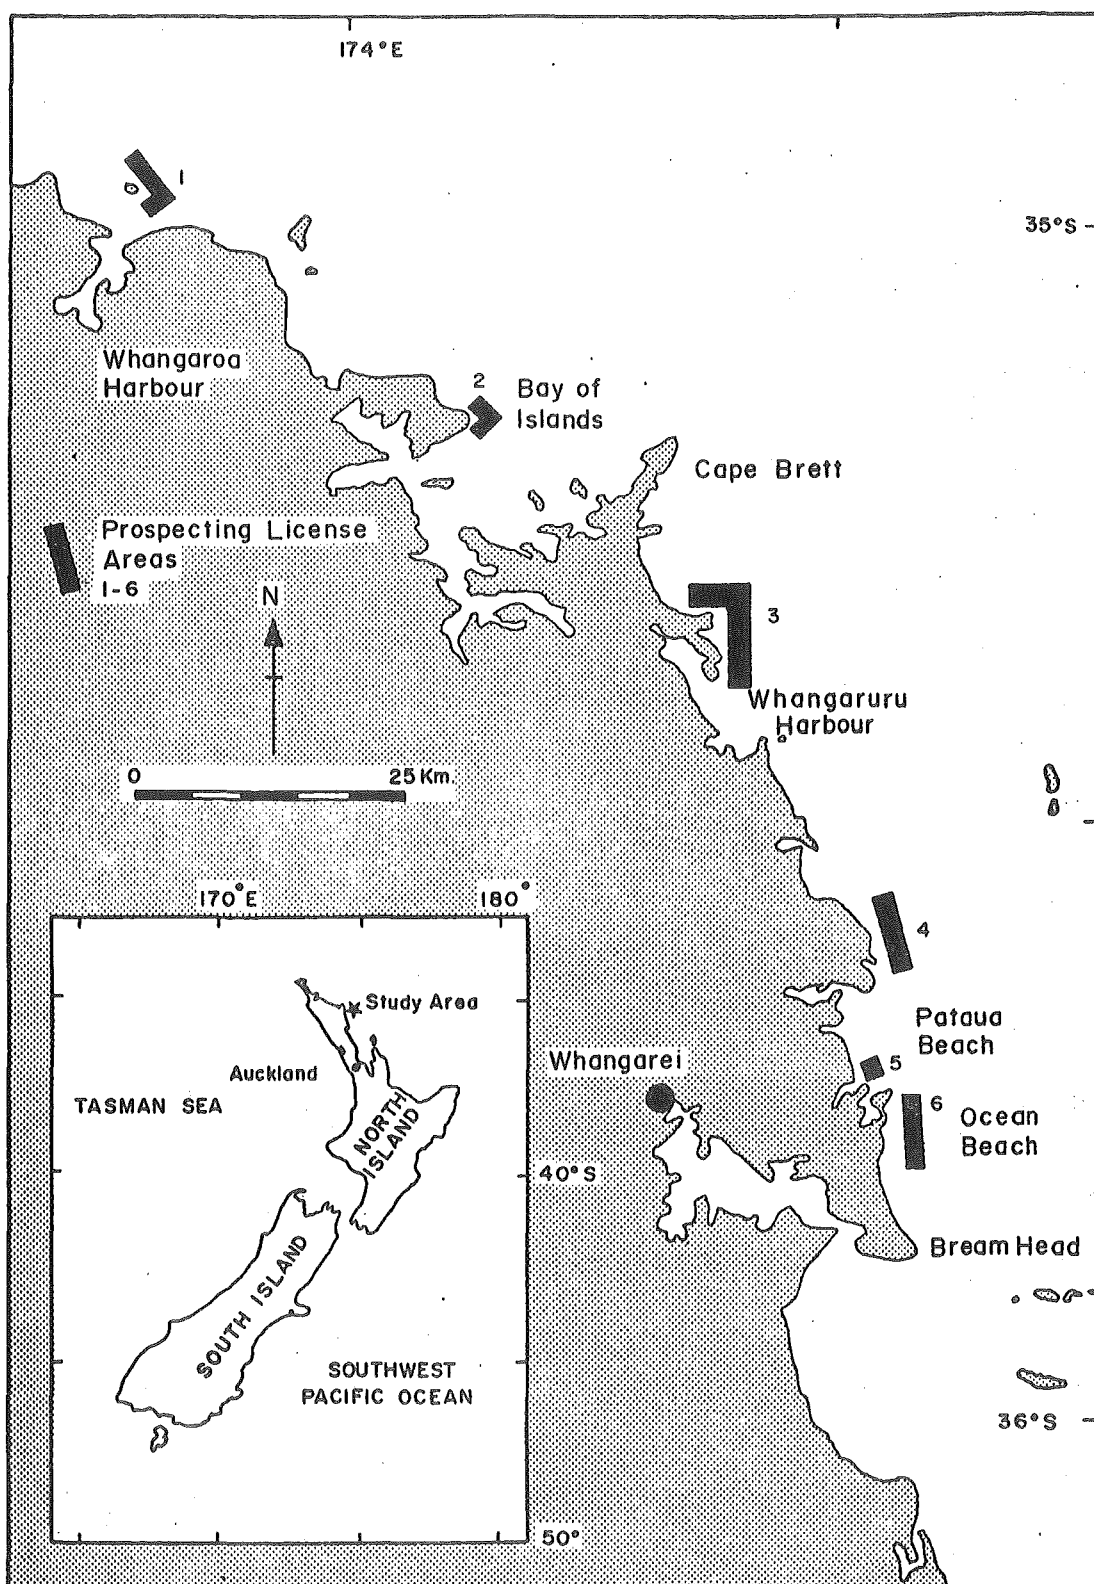 174°E
1
35°S
Whangaroa
Harbour
2
Bay of
Islands
Cape Brett
Prospecting License
Areas
1-6
N
3
Whangaruru
Harbour
0 25 Km.
170°E 180°
4
Study Area
Pataua
Beach
Whangarei
5
Auckland
TASMAN SEA
6
Ocean
Beach
NORTH
ISLAND
40°S
Bream Head
SOUTH ISLAND
SOUTHWEST
PACIFIC OCEAN
36°S
50°